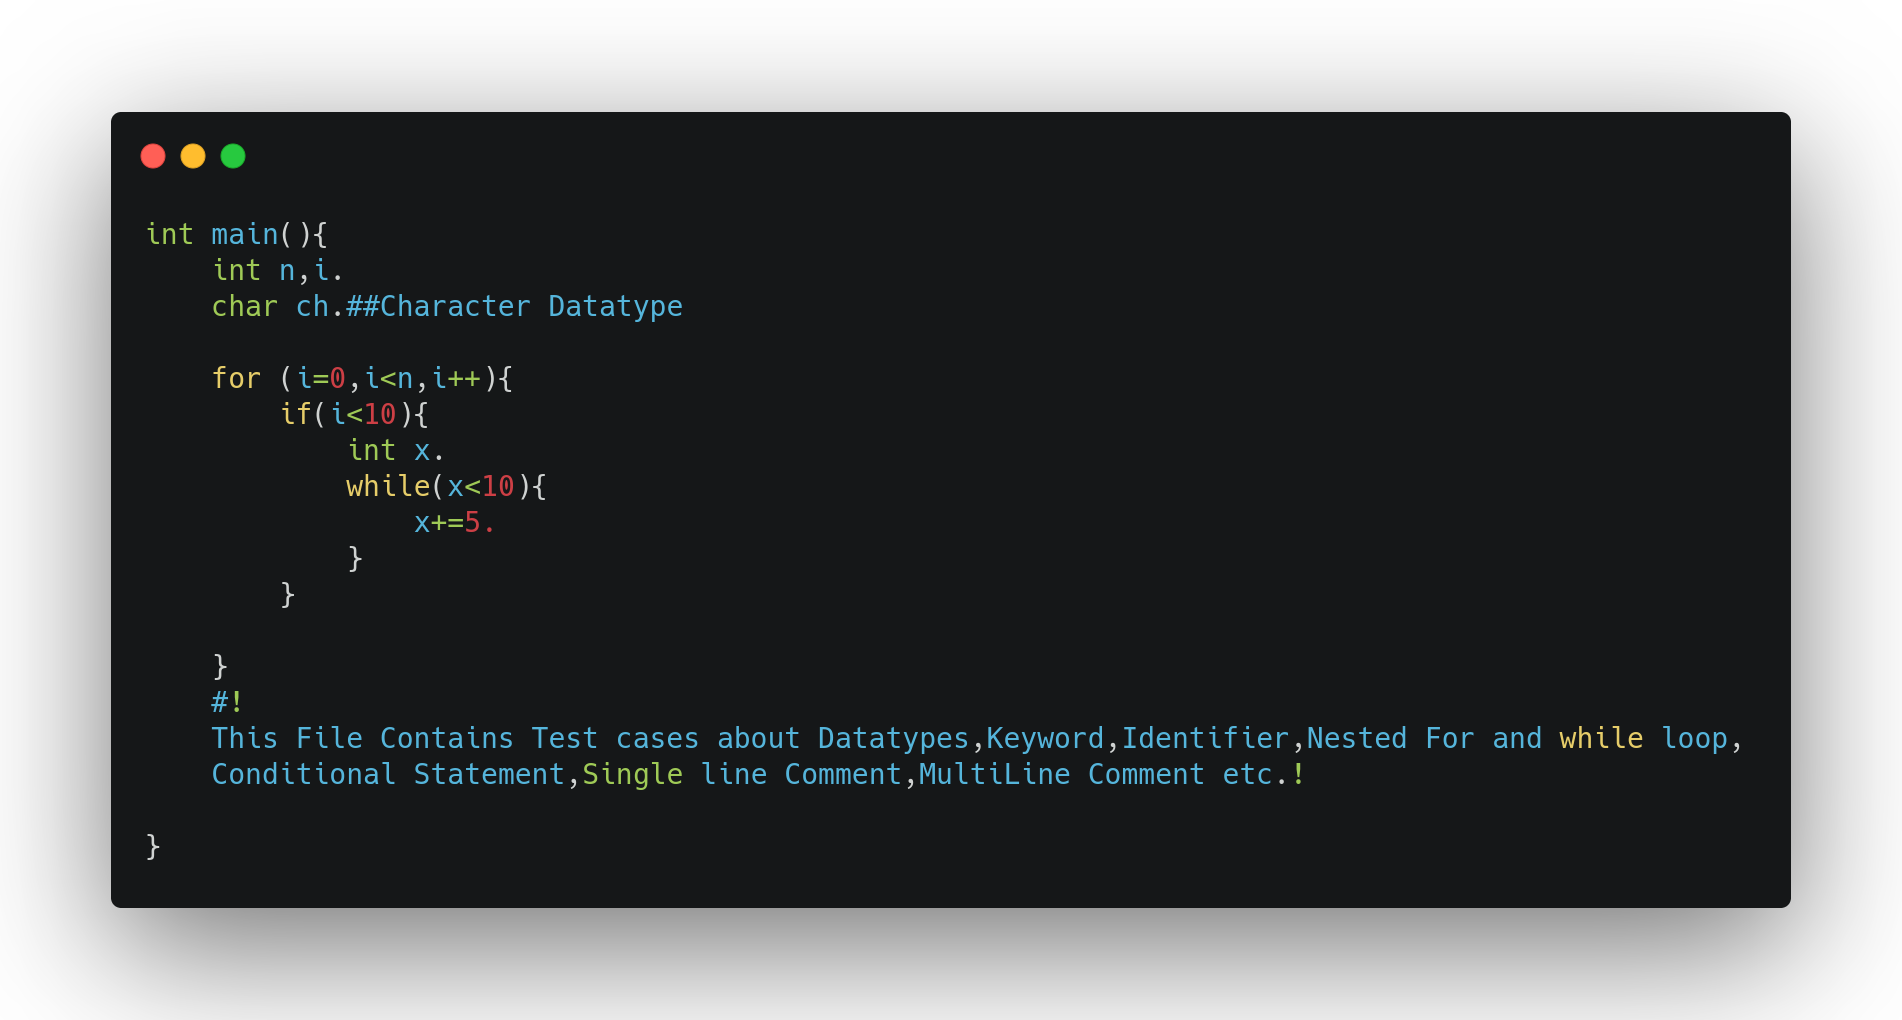 int main(){
    int n,i.
    char ch.##Character Datatype

    for (i=0,i<n,i++){
        if(i<10){
            int x.
            while(x<10){
                x+=5.
            }
        }

    }
    #!
    This File Contains Test cases about Datatypes,Keyword,Identifier,Nested For and while loop,
    Conditional Statement,Single line Comment,MultiLine Comment etc.!

}